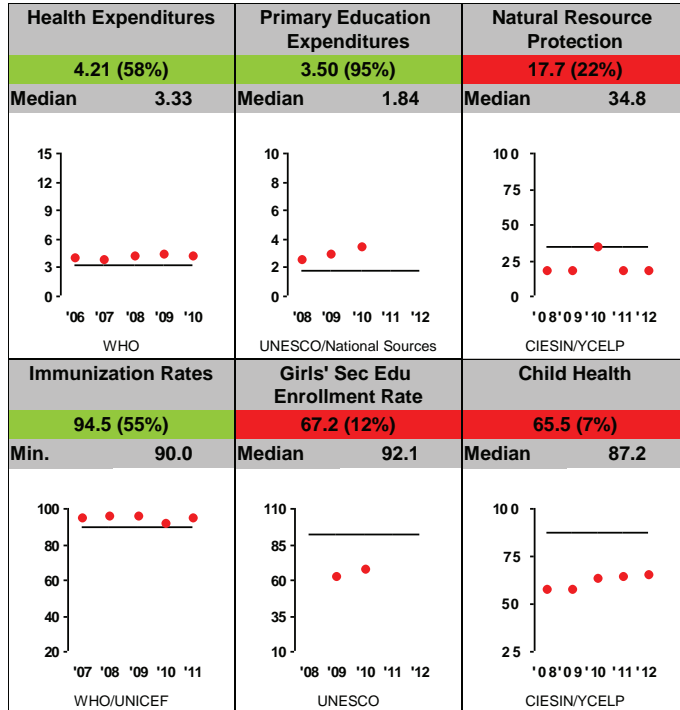 Health Expenditures
4.21 (58%)
Median 3.33
15
12
9
6
3
0
'06 '07 '08 '09 '10
WHO
Primary Education
Expenditures
3.50 (95%)
Median 1.84
10
8
6
4
2
0
'08 '09 '10 '11 '12
UNESCO/National Sources
Natural Resource
Protection
17.7 (22%)
Median 34.8
100
75
50
25
0
'08 '09 '10 '11 '12
CIESIN/YCELP
Immunization Rates
94.5 (55%)
Min. 90.0
100
80
60
40
20
'07 '08 '09 '10 '11
WHO/UNICEF
Girls' Sec Edu
Enrollment Rate
67.2 (12%)
Median 92.1
110
85
60
35
10
'08 '09 '10 '11 '12
UNESCO
Child Health
65.5 (7%)
Median 87.2
100
75
50
25
'08 '09 '10 '11 '12
CIESIN/YCELP